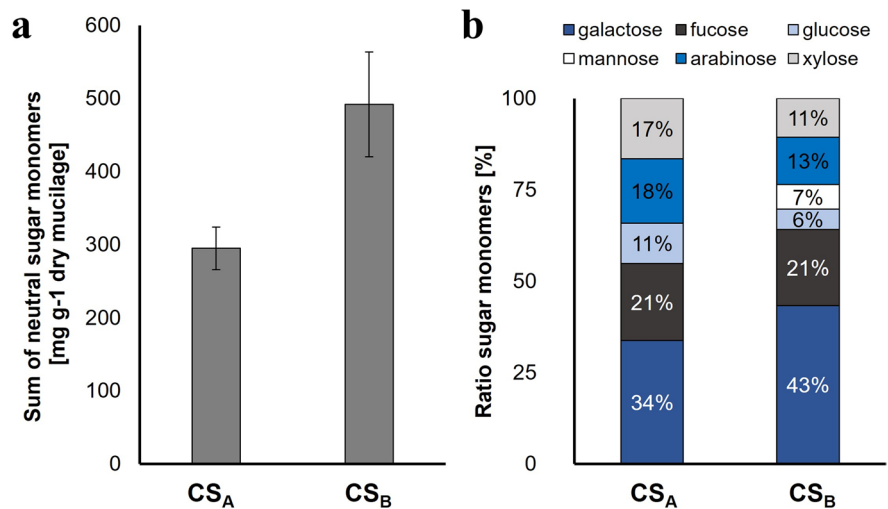 a
Sum of neutral sugar monomers
[mg g-1 dry mucilage]
600
500
400
300
200
100
0
CSA
CSB
b
galactose fucose glucose
mannose arabinose xylose
Ratio sugar monomers [%]
100
75
50
25
0
17%
18%
11%
21%
34%
11%
13%
7%
6%
21%
43%
CSA
CSB